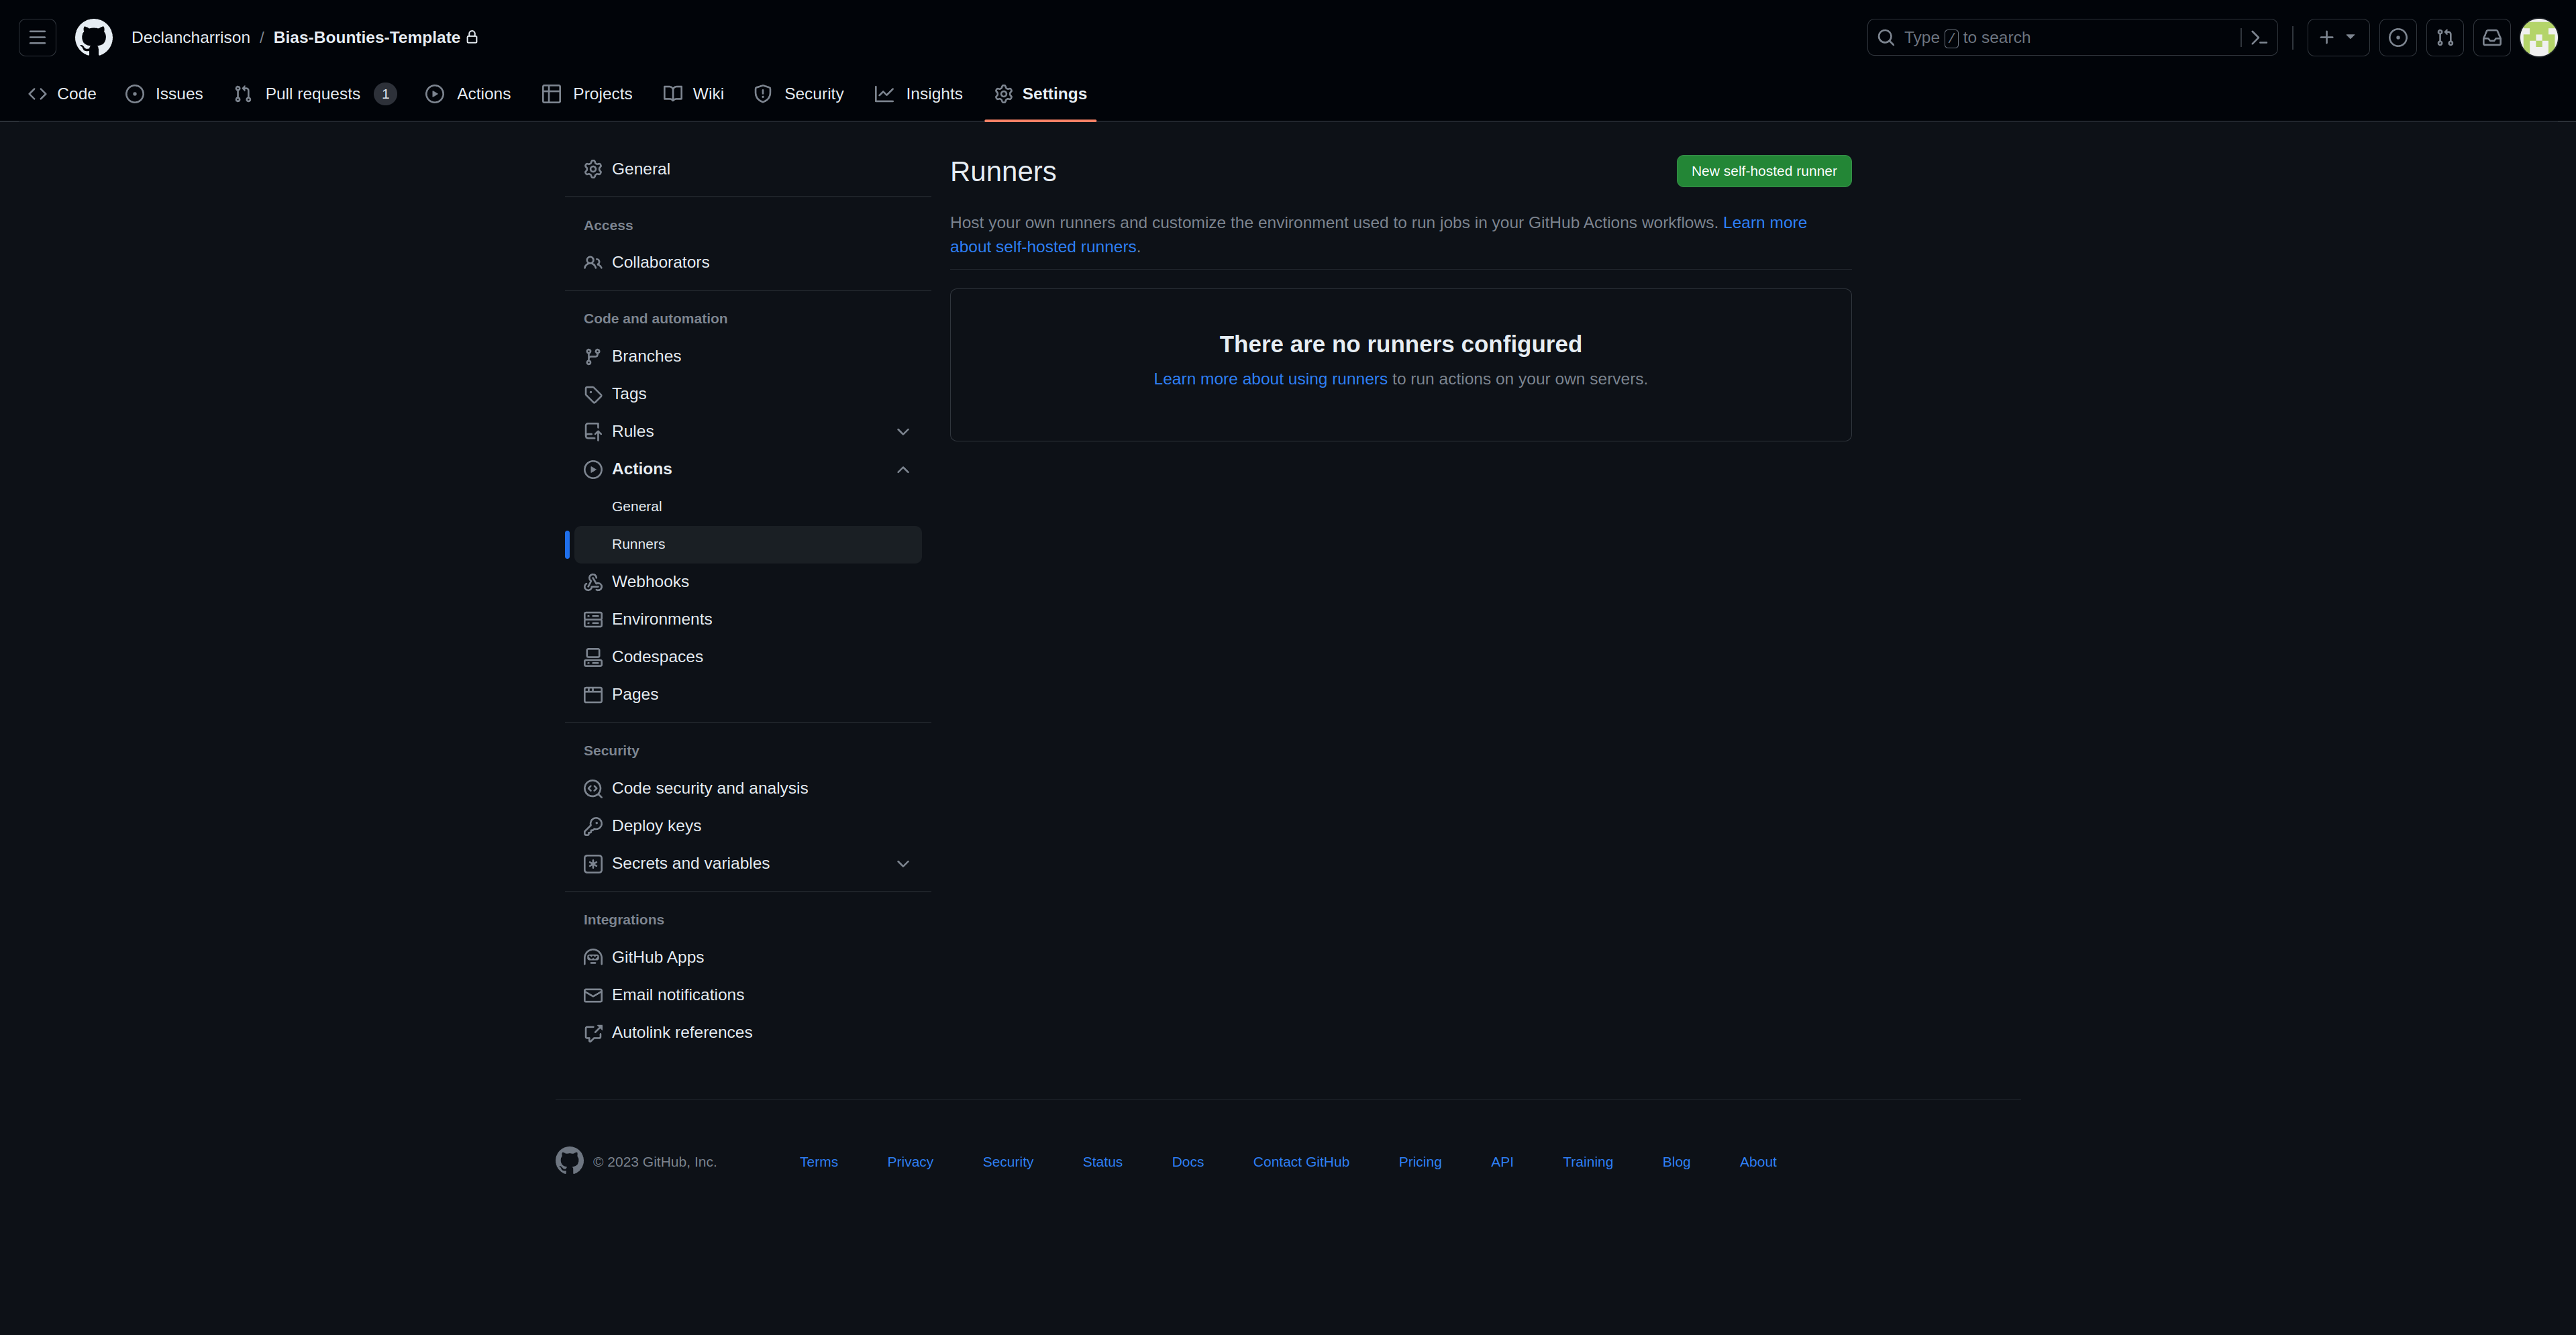 Declancharrison / Bias-Bounties-Template
Type / to search
Code Issues Pull requests 1 Actions Projects Wiki Security Insights Settings
General
Access
Collaborators
Code and automation
Branches
Tags
Rules
Actions
General
Runners
Webhooks
Environments
Codespaces
Pages
Security
Code security and analysis
Deploy keys
Secrets and variables
Integrations
GitHub Apps
Email notifications
Autolink references
Runners
New self-hosted runner
Host your own runners and customize the environment used to run jobs in your GitHub Actions workflows. Learn more
about self-hosted runners.
There are no runners configured
Learn more about using runners to run actions on your own servers.
© 2023 GitHub, Inc. Terms Privacy Security Status Docs Contact GitHub Pricing API Training Blog About